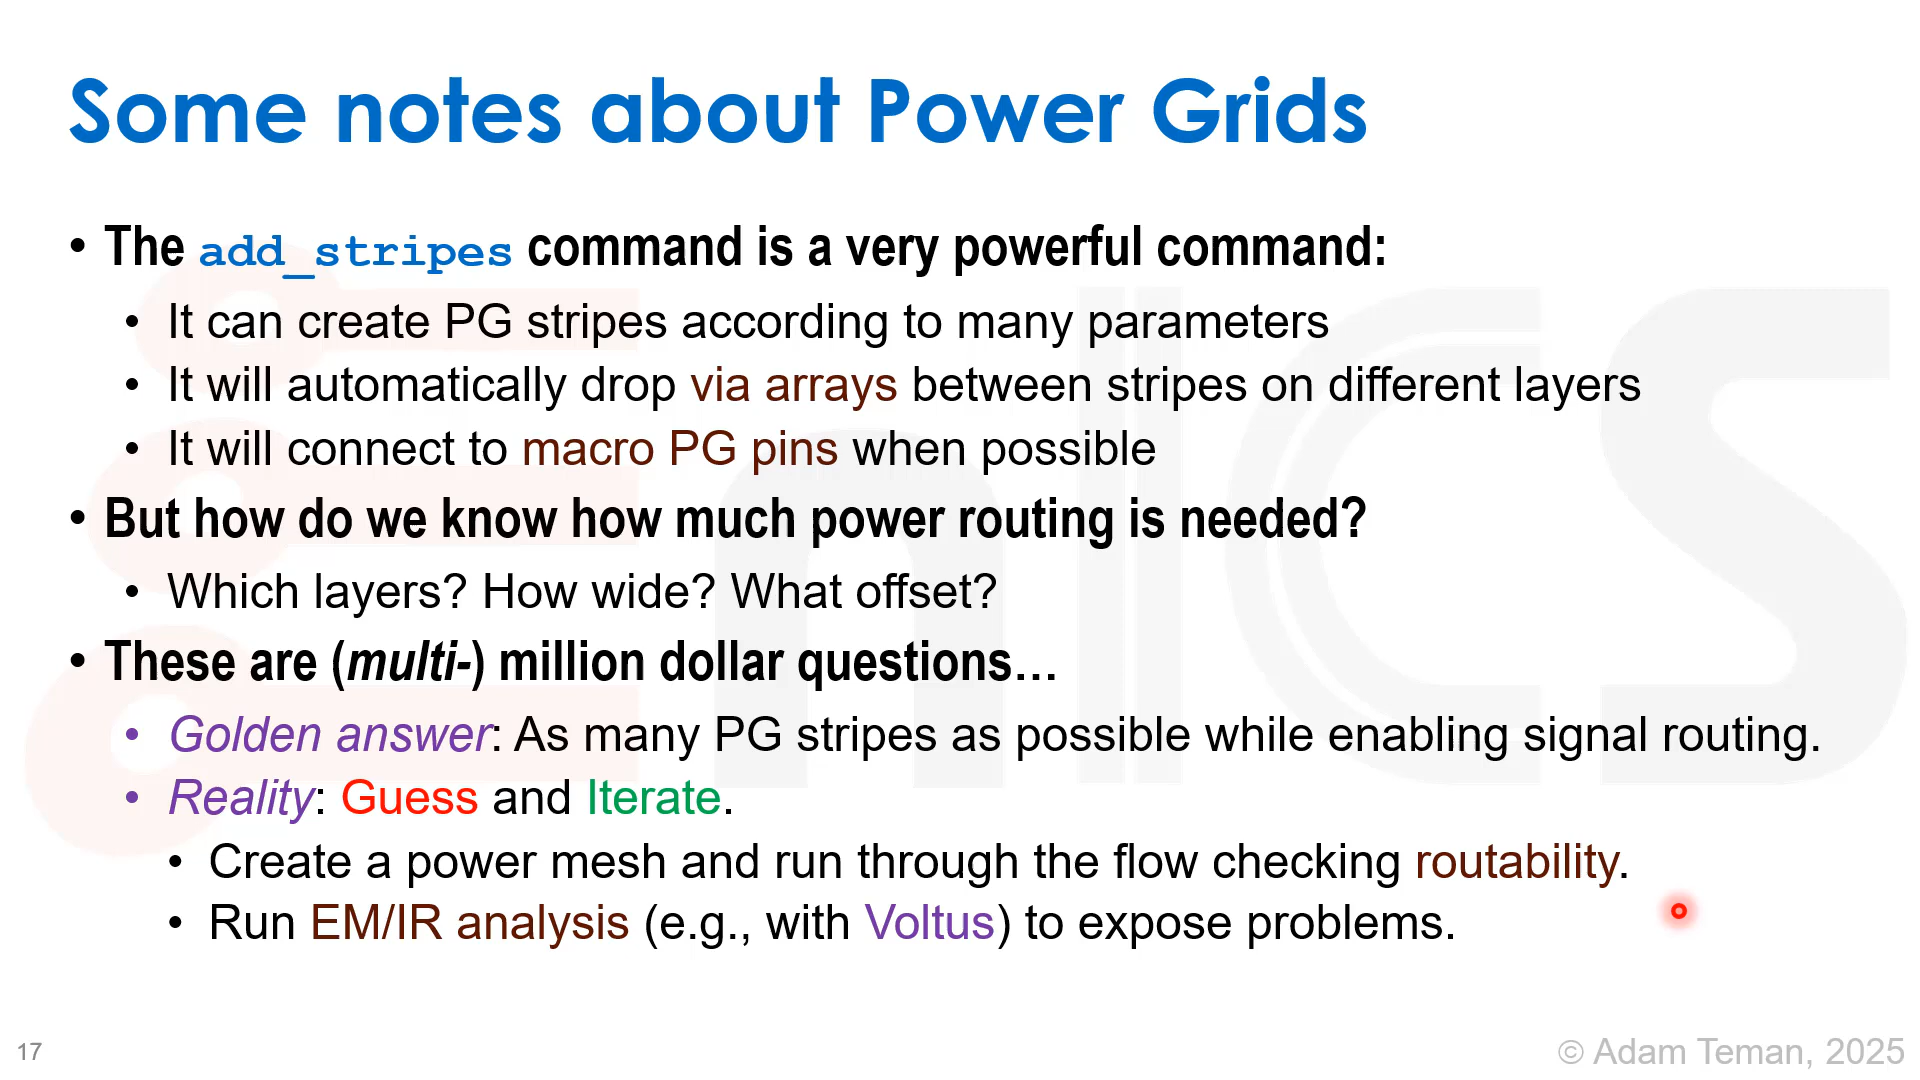 Some notes about Power Grids
• The add_stripes command is a very powerful command:
• It can create PG stripes according to many parameters
• It will automatically drop via arrays between stripes on different layers
• It will connect to macro PG pins when possible
• But how do we know how much power routing is needed?
• Which layers? How wide? What offset?
• These are (multi-) million dollar questions…
• Golden answer: As many PG stripes as possible while enabling signal routing.
• Reality: Guess and Iterate.
• Create a power mesh and run through the flow checking routability.
• Run EM/IR analysis (e.g., with Voltus) to expose problems.
17
© Adam Teman, 2025
EnICS